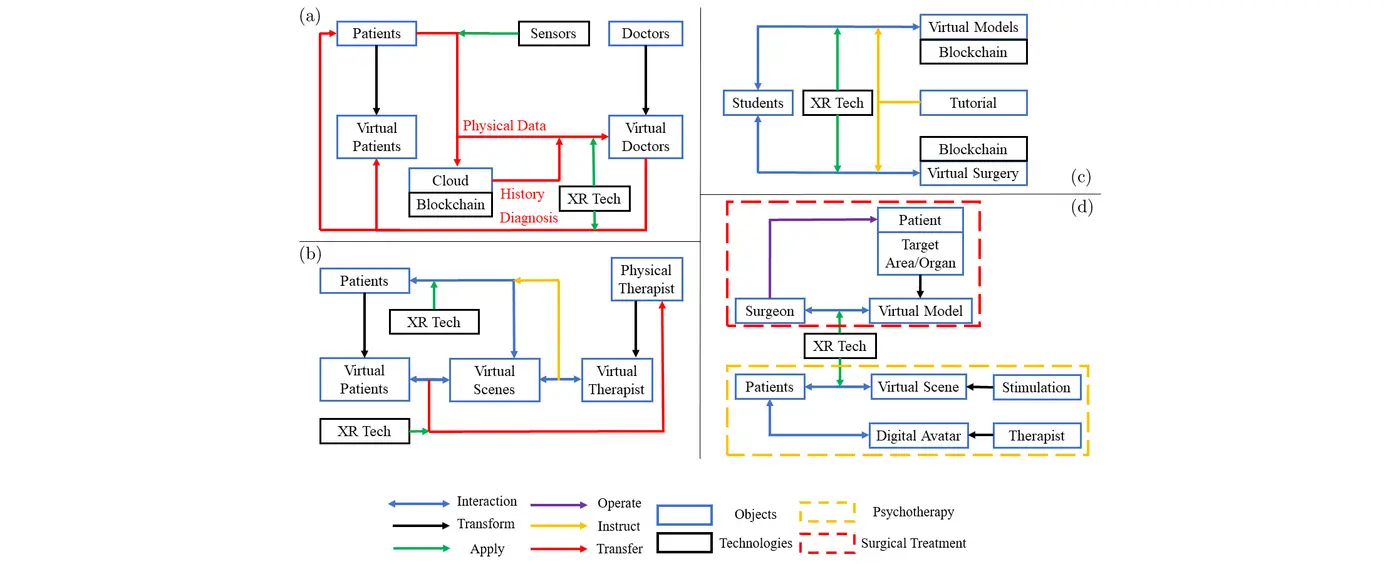 (a)
Patients
Sensors
Doctors
Virtual
Patients
Physical Data
Virtual
Doctors
Cloud
Blockchain
History
Diagnosis
XR Tech
(b)
Patients
XR Tech
Physical
Therapist
Virtual
Patients
Virtual
Scenes
Virtual
Therapist
XR Tech
Virtual Models
Blockchain
Students
XR Tech
Tutorial
Blockchain
Virtual Surgery
(c)
(d)
Patient
Target
Area/Organ
Surgeon
Virtual Model
XR Tech
Patients
Virtual Scene
Stimulation
Digital Avatar
Therapist
Interaction
Operate
Objects
Psychotherapy
Transform
Instruct
Apply
Transfer
Technologies
Surgical Treatment